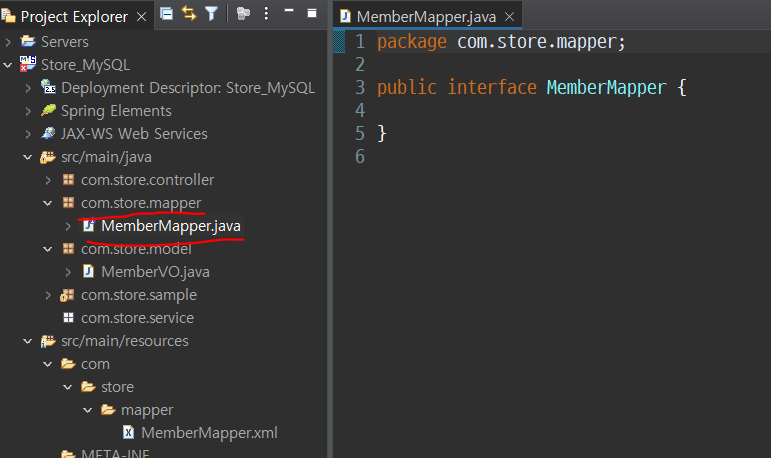 Project Explorer
Servers
Store_MySQL
Deployment Descriptor: Store_MySQL
Spring Elements
JAX-WS Web Services
src/main/java
com.store.controller
com.store.mapper
MemberMapper.java
com.store.model
MemberVO.java
com.store.sample
com.store.service
src/main/resources
com
store
mapper
MemberMapper.xml
META-INF
MemberMapper.java
1 package com.store.mapper;
2
3 public interface MemberMapper {
4
5 }
6